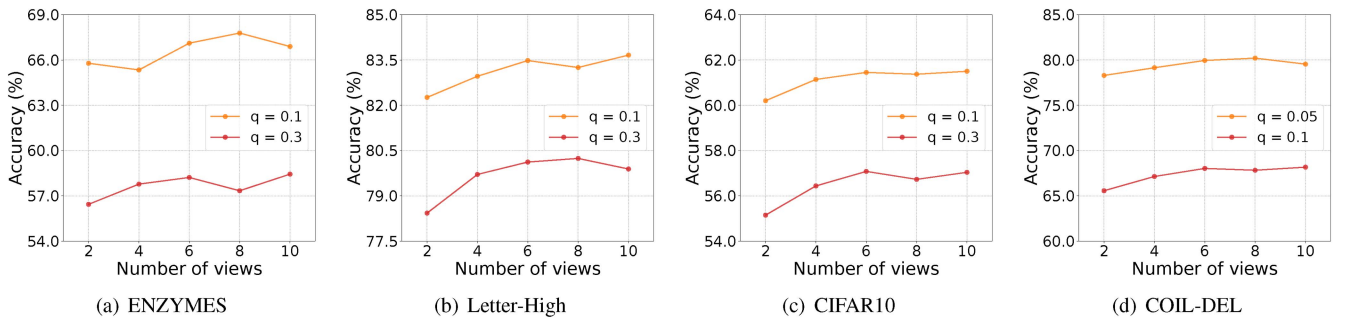 69.0
66.0
63.0
60.0
57.0
54.0
Accuracy (%)
q = 0.1
q = 0.3
2 4 6 8 10
Number of views
(a) ENZYMES
85.0
83.5
82.0
80.5
79.0
77.5
Accuracy (%)
q = 0.1
q = 0.3
2 4 6 8 10
Number of views
(b) Letter-High
64.0
62.0
60.0
58.0
56.0
54.0
Accuracy (%)
q = 0.1
q = 0.3
2 4 6 8 10
Number of views
(c) CIFAR10
85.0
80.0
75.0
70.0
65.0
60.0
Accuracy (%)
q = 0.05
q = 0.1
2 4 6 8 10
Number of views
(d) COIL-DEL